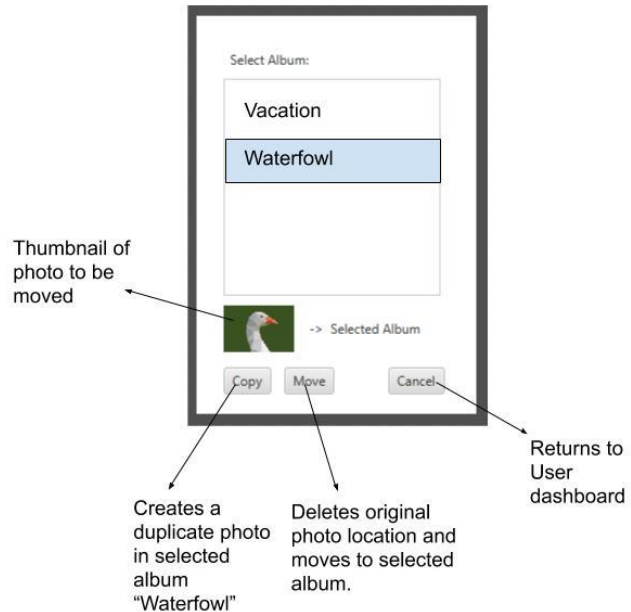 Select Album:
Vacation
Waterfowl
Thumbnail of
photo to be
moved
-> Selected Album
Copy Move Cancel
Returns to
User
dashboard
Creates a
duplicate photo
in selected
album
“Waterfowl”
Deletes original
photo location and
moves to selected
album.